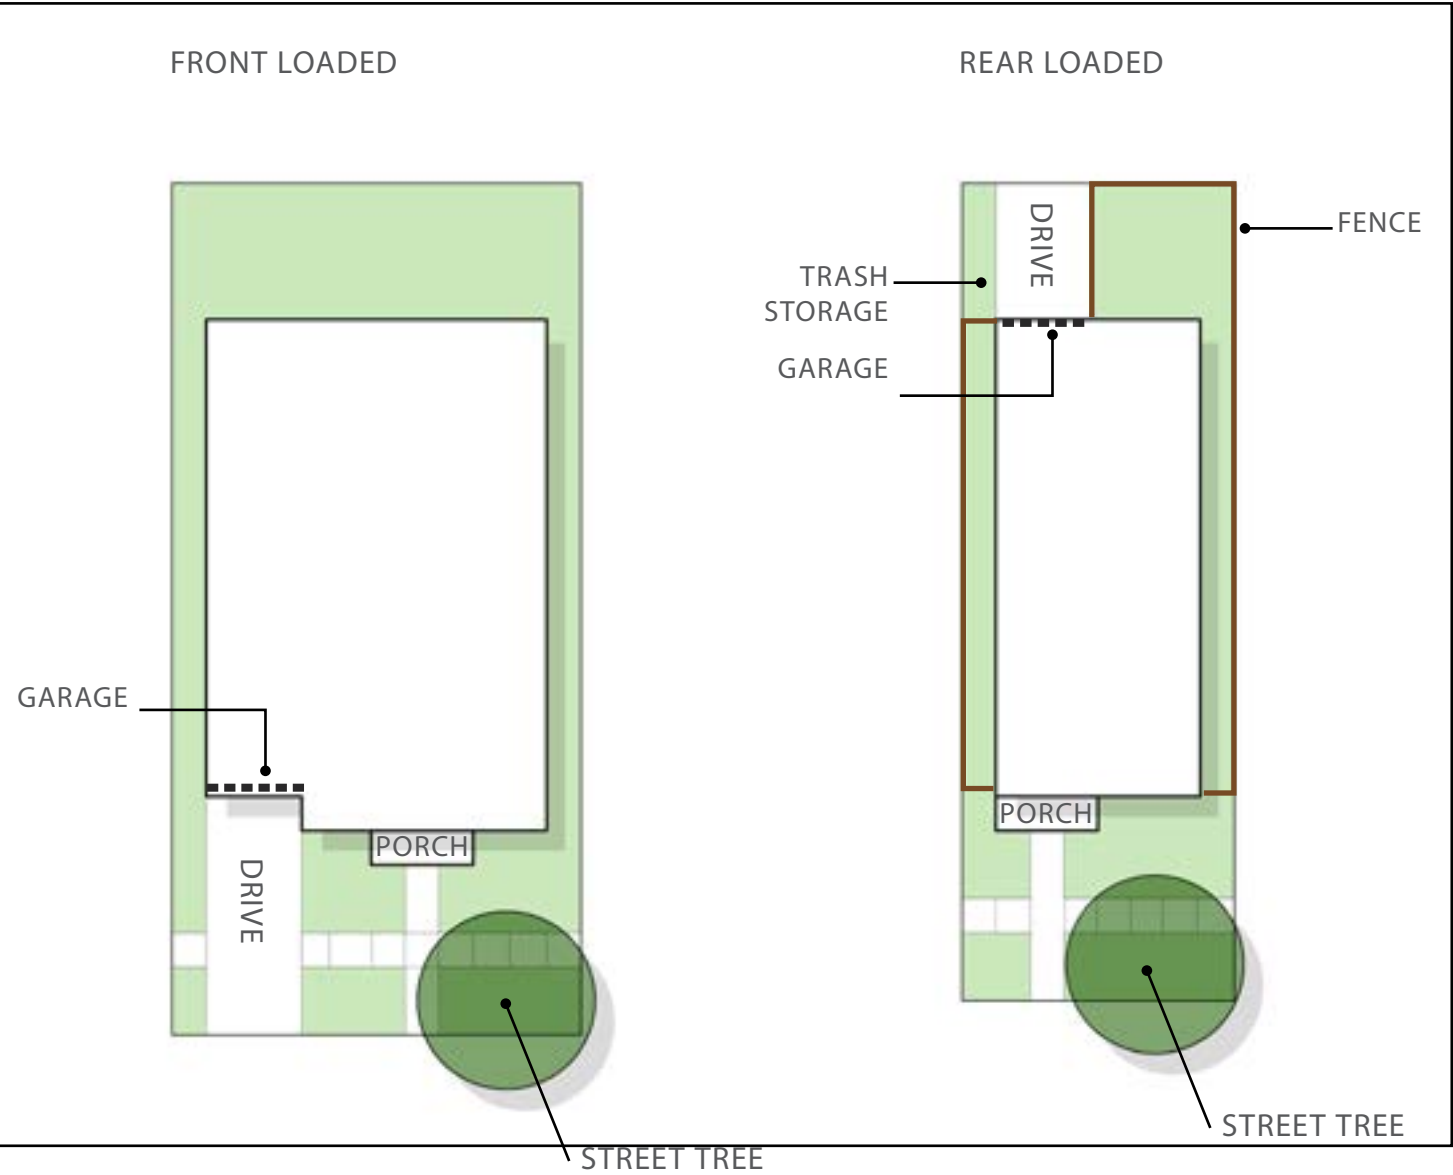 FRONT LOADED
REAR LOADED
DRIVE
FENCE
TRASH
STORAGE
GARAGE
GARAGE
PORCH
PORCH
DRIVE
STREET TREE
STREET TREE